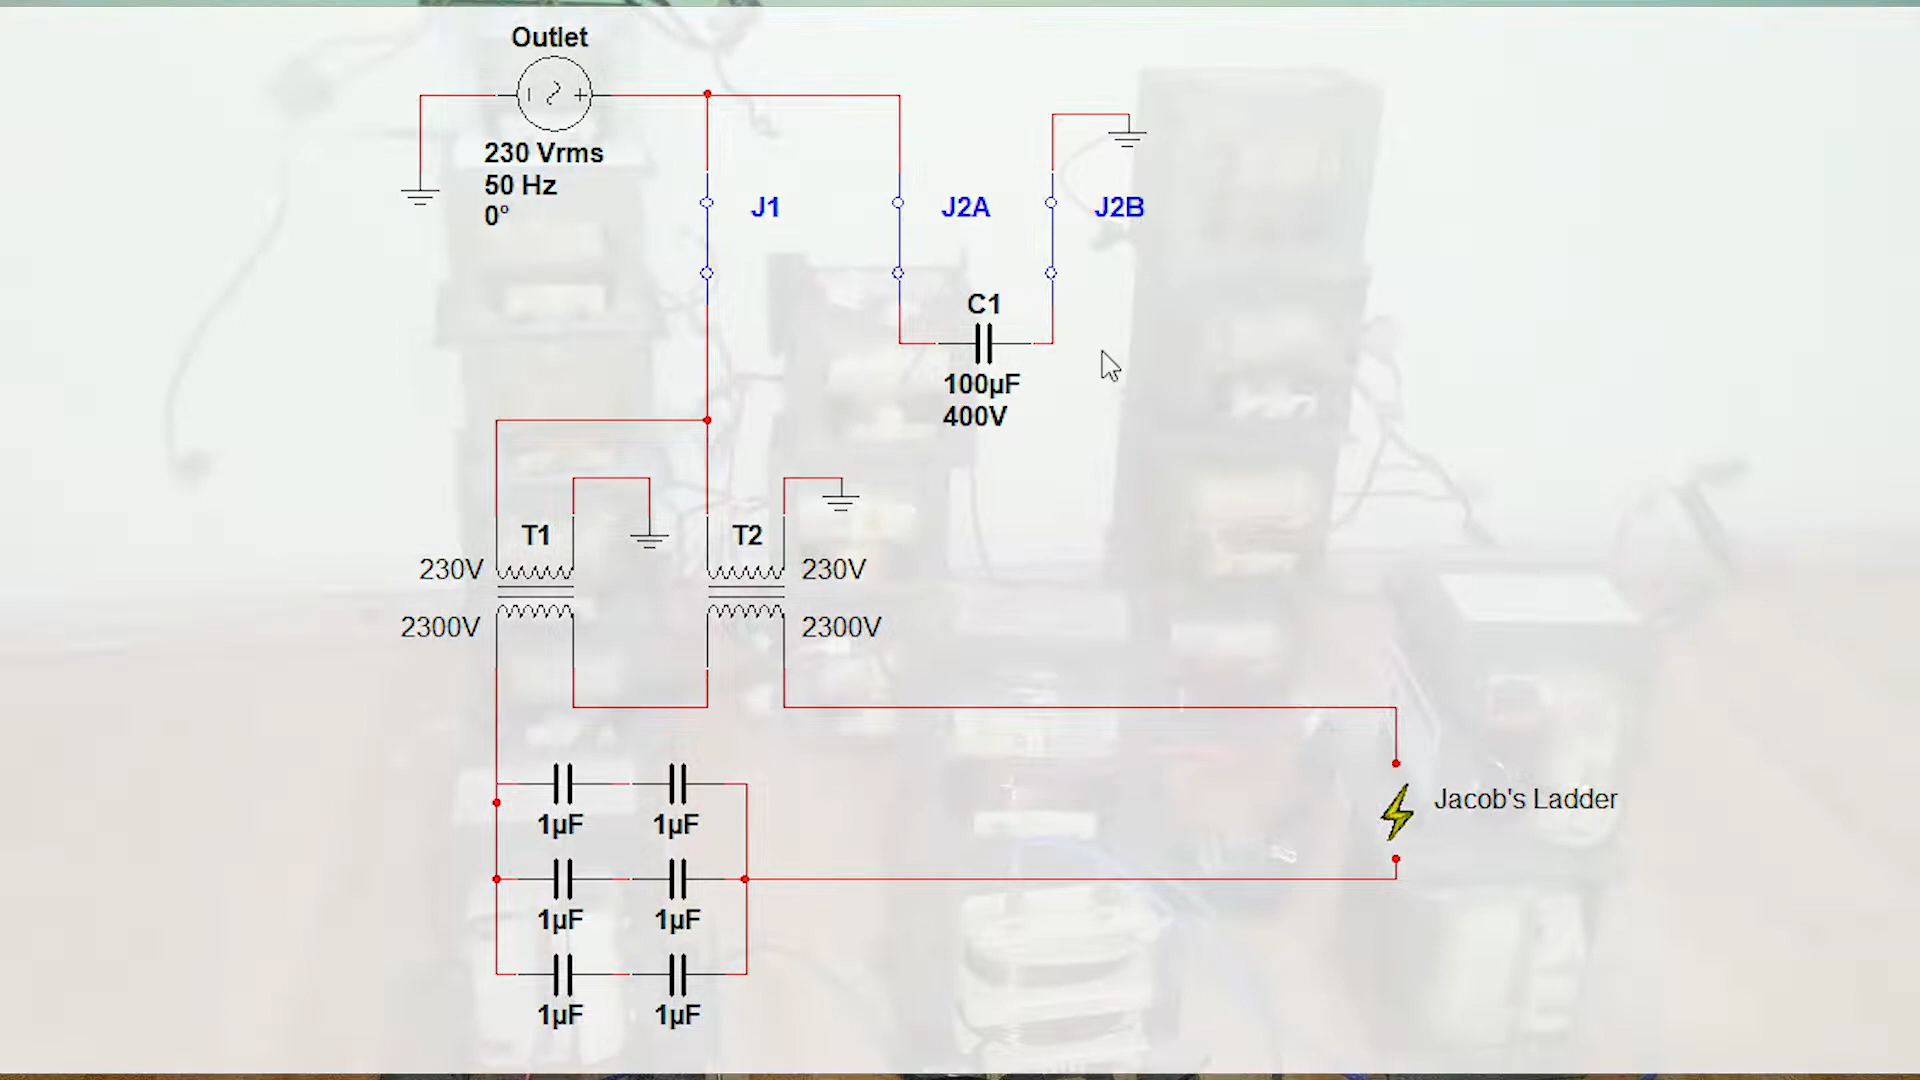 Outlet
230 Vrms
50 Hz
0°
J1
J2A
J2B
C1
100µF
400V
T1
T2
230V
230V
2300V
2300V
Jacob's Ladder
1µF
1µF
1µF
1µF
1µF
1µF